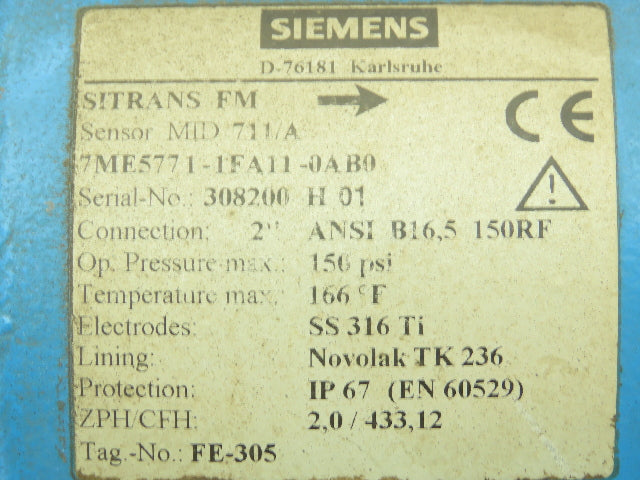 SIEMENS
D-76181 Karlsruhe
SITRANS FM
Sensor MID 711/A
7ME5771-1FA11-0AB0
Serial-No.: 308200 H 01
Connection: 2" ANSI B16,5 150RF
Op. Pressure max.: 150 psi
Temperature max: 166 °F
Electrodes: SS 316 Ti
Lining: Novolak TK 236
Protection: IP 67 (EN 60529)
ZPH/CFH: 2,0 / 433,12
Tag.-No.: FE-305
CE